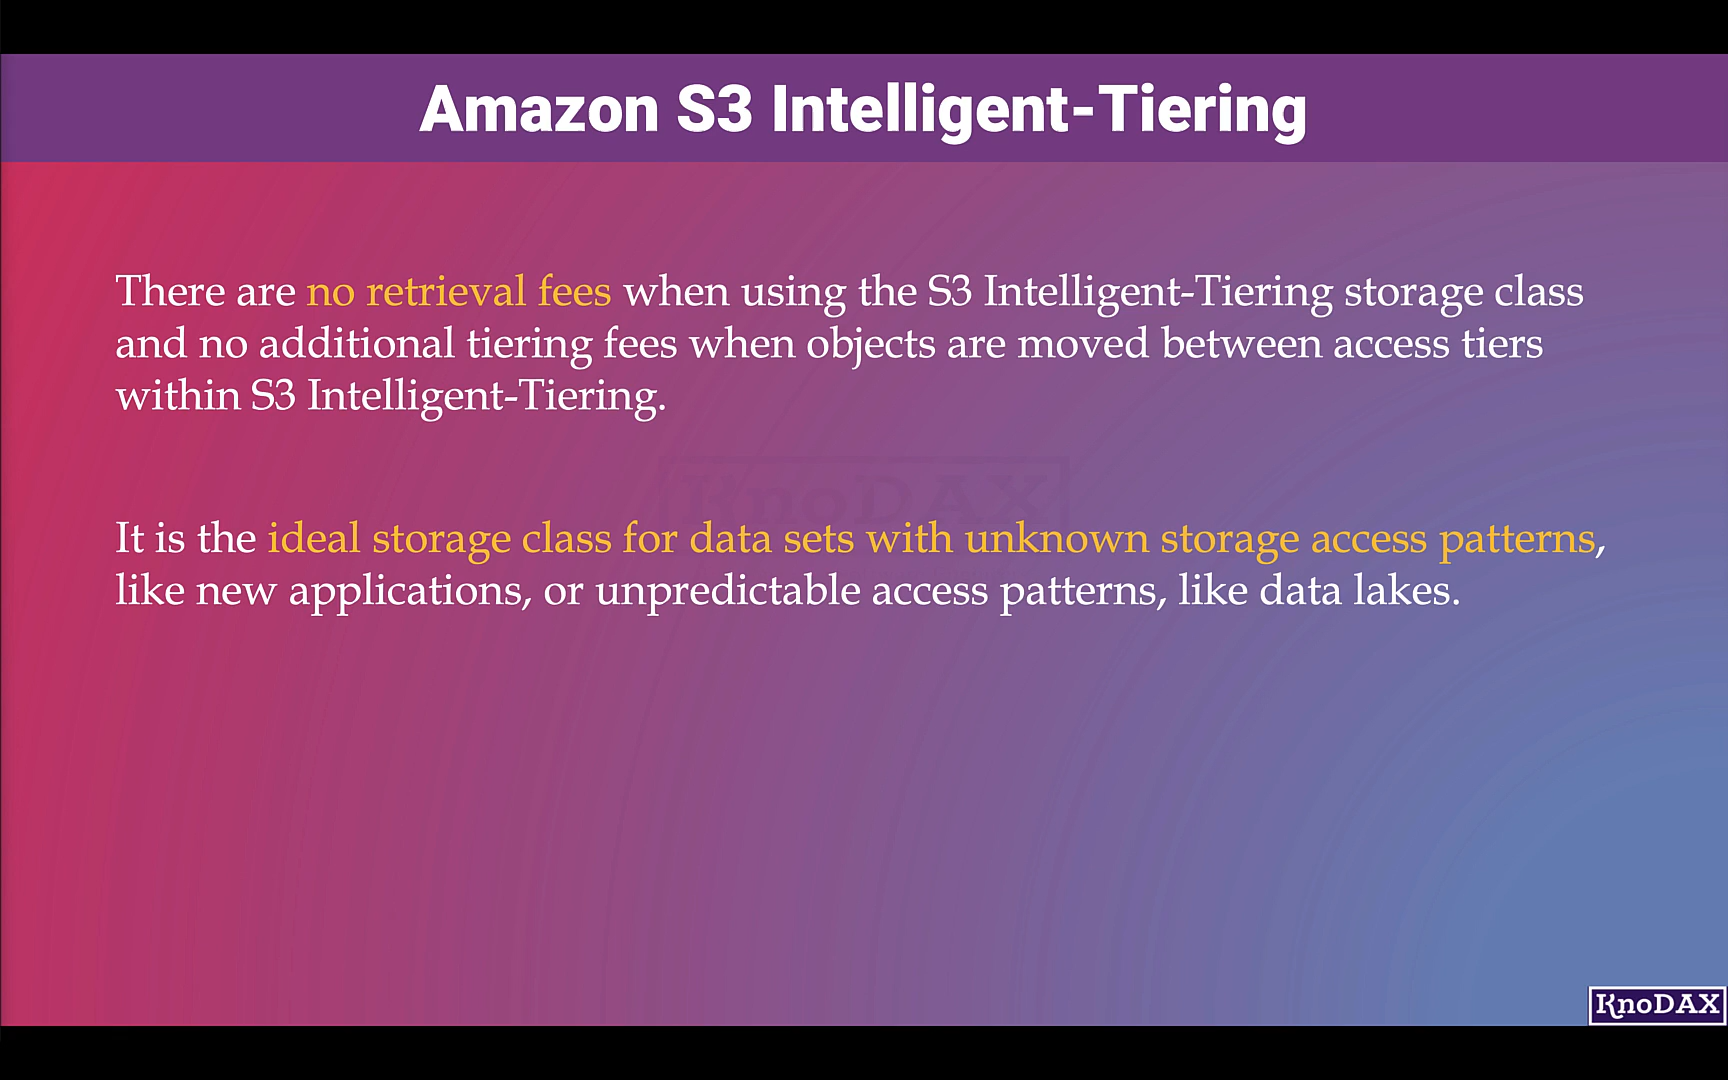 Amazon S3 Intelligent-Tiering
There are no retrieval fees when using the S3 Intelligent-Tiering storage class
and no additional tiering fees when objects are moved between access tiers
within S3 Intelligent-Tiering.
KnoDAX
It is the ideal storage class for data sets with unknown storage access patterns,
like new applications, or unpredictable access patterns, like data lakes.
KnoDAX